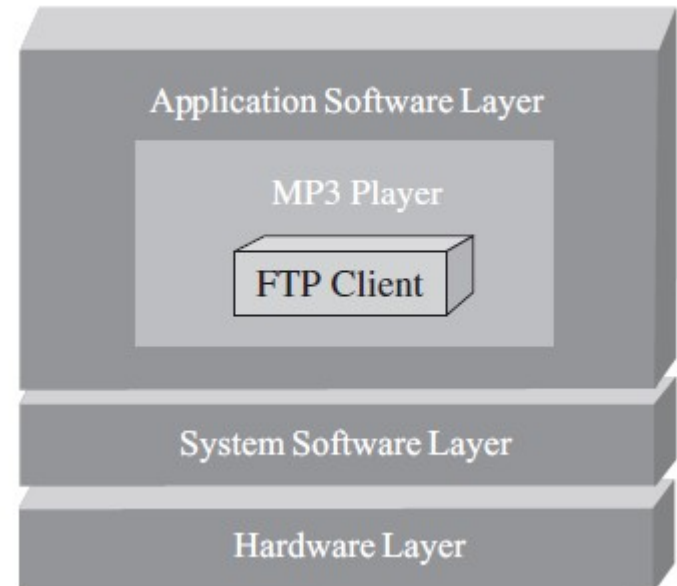 Application Software Layer
MP3 Player
FTP Client
System Software Layer
Hardware Layer